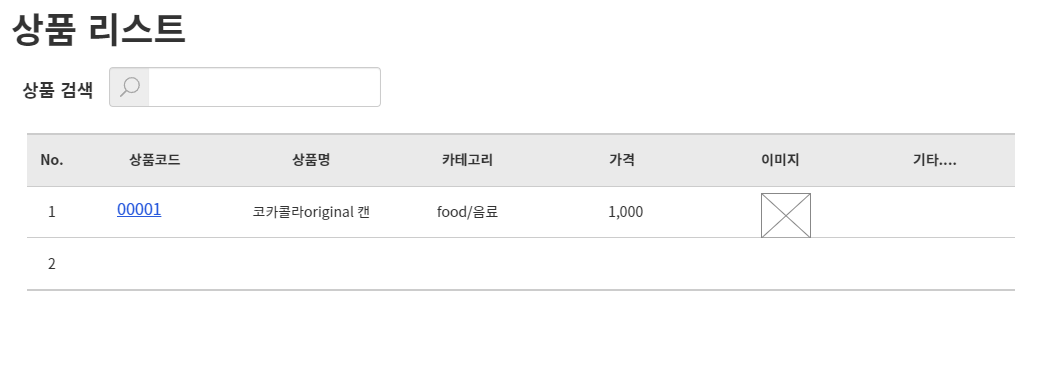 상품 리스트
상품 검색
No. 상품코드 상품명 카테고리 가격 이미지 기타....
1 00001 코카콜라original 캔 food/음료 1,000
2